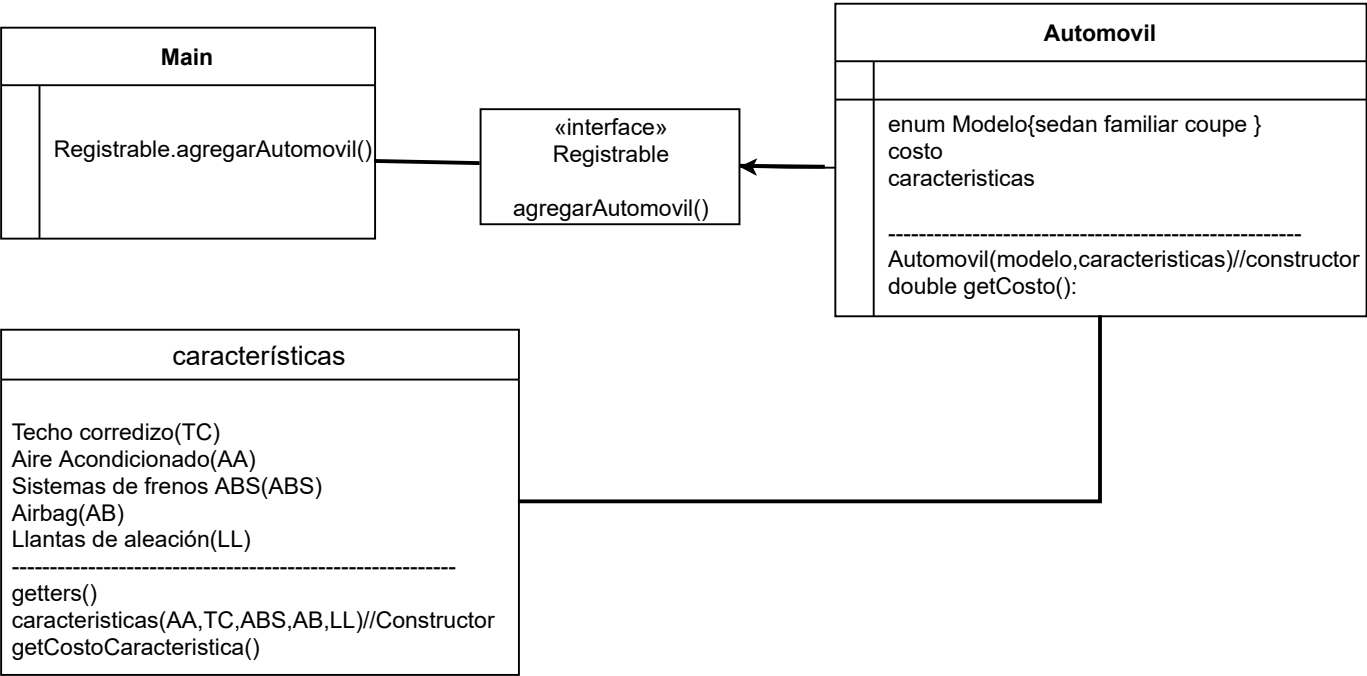 Main
Registrable.agregarAutomovil()
«interface»
Registrable
agregarAutomovil()
Automovil
enum Modelo{sedan familiar coupe }
costo
caracteristicas
------------------------------------------------------
Automovil(modelo,caracteristicas)//constructor
double getCosto():
características
Techo corredizo(TC)
Aire Acondicionado(AA)
Sistemas de frenos ABS(ABS)
Airbag(AB)
Llantas de aleación(LL)
----------------------------------------------------------
getters()
caracteristicas(AA,TC,ABS,AB,LL)//Constructor
getCostoCaracteristica()